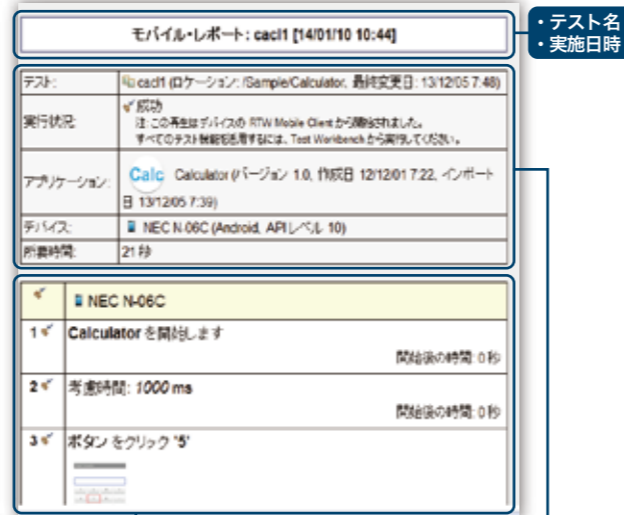 モバイル・レポート: cacl1 [14/01/10 10:44]
・テスト名
・実施日時
テスト: cacl1 (ロケーション: /Sample/Calculator, 最終変更日: 13/12/05 7:48)
実行状況: 成功
注: この再生はデバイスの RTW Mobile Client から開始されました。
すべてのテスト機能を活用するには、Test Workbench から実行してください。
アプリケーション: Calc Calculator (バージョン 1.0, 作成日 12/12/01 7:22, インポート
日 13/12/05 7:39)
デバイス: NEC N-06C (Android, API レベル 10)
所要時間: 21 秒
NEC N-06C
1 Calculator を開始します
開始後の時間: 0 秒
2 考慮時間: 1000 ms
開始後の時間: 0 秒
3 ボタン をクリック '5'